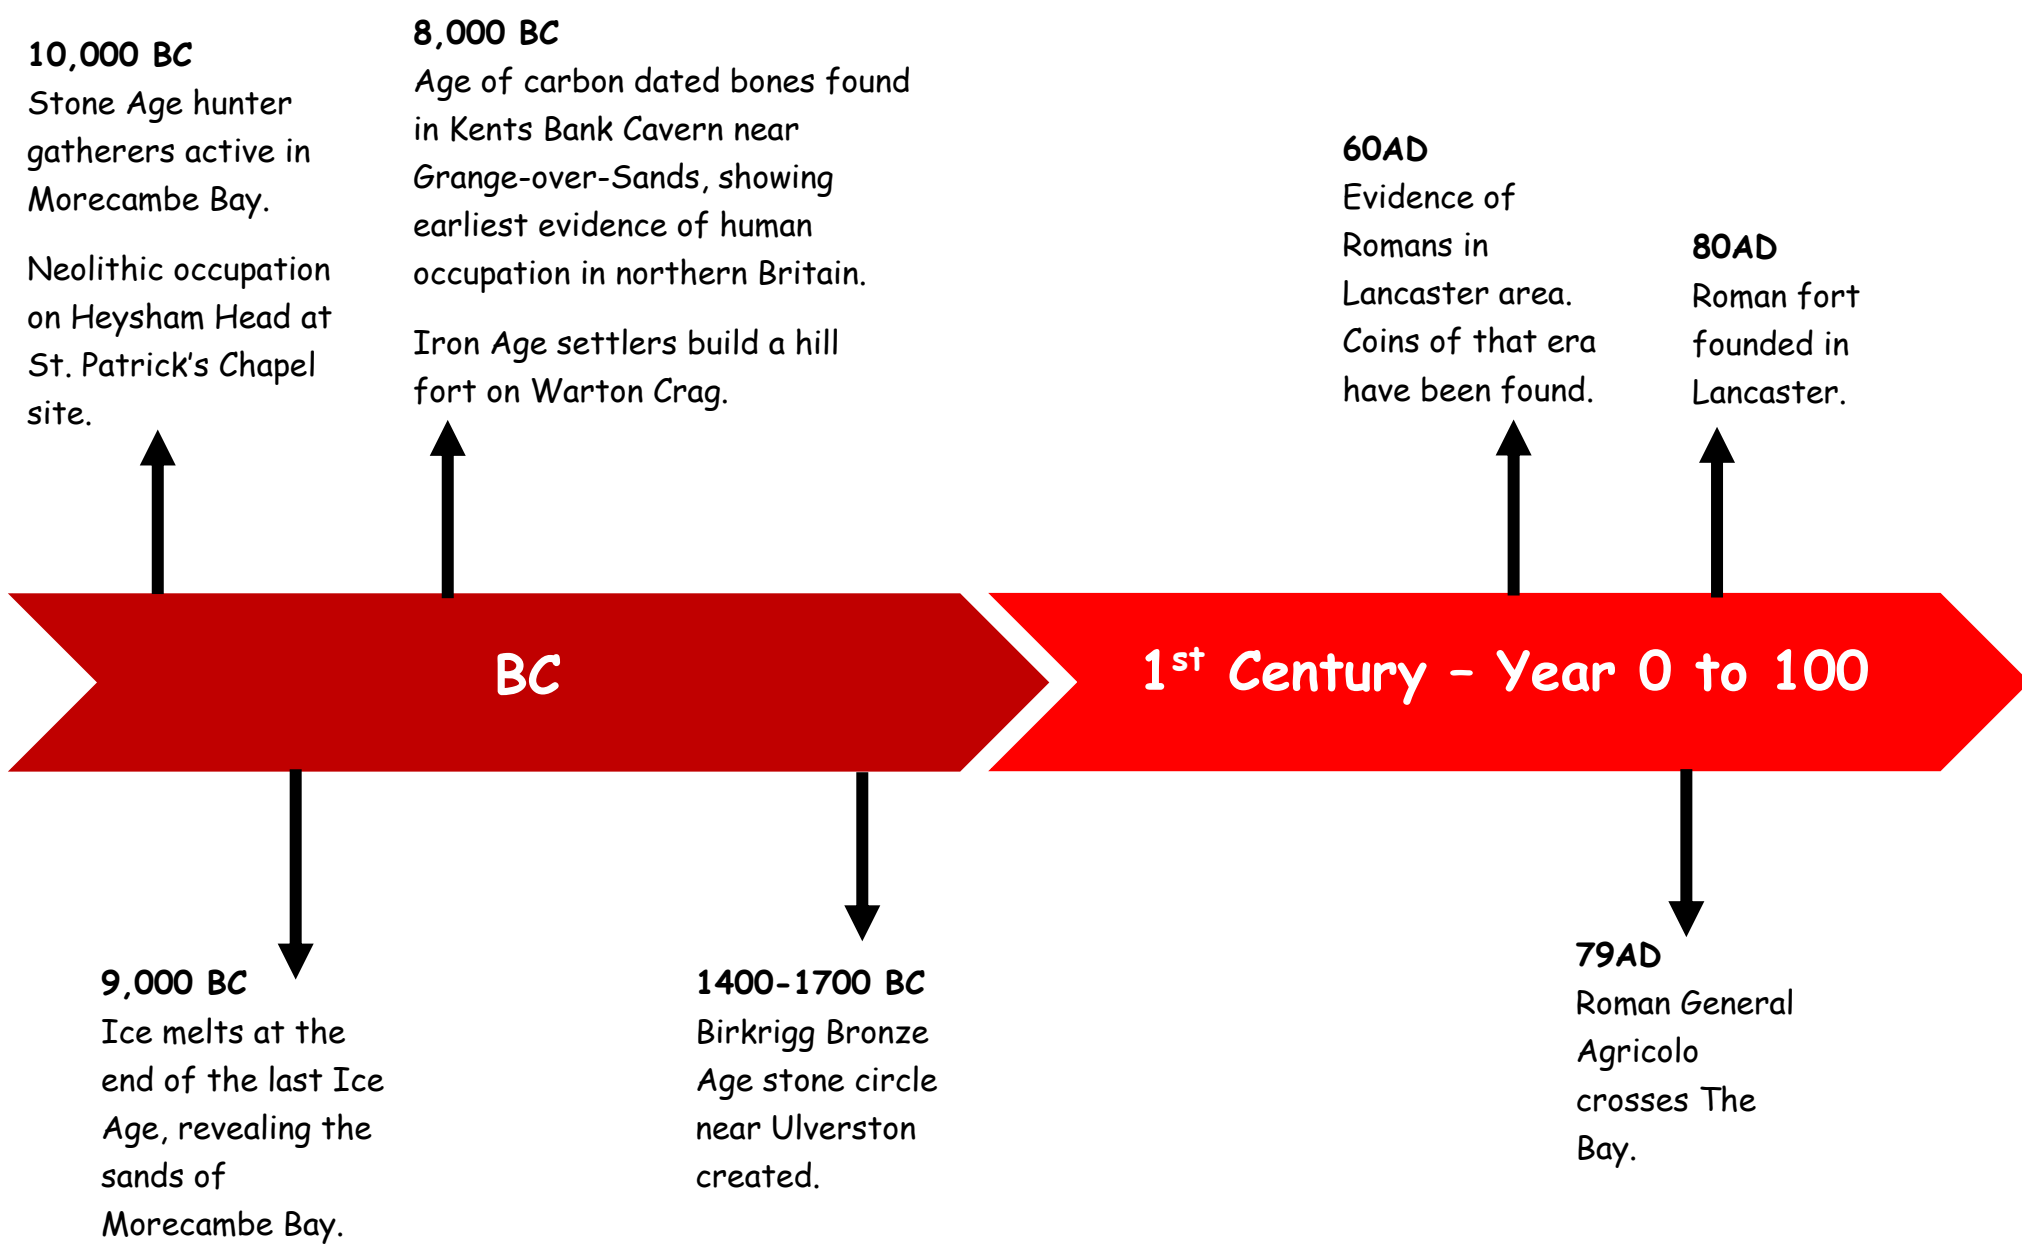 10,000 BC
Stone Age hunter
gatherers active in
Morecambe Bay.
Neolithic occupation
on Heysham Head at
St. Patrick's Chapel
site.
8,000 BC
Age of carbon dated bones found
in Kents Bank Cavern near
Grange-over-Sands, showing
earliest evidence of human
occupation in northern Britain.
Iron Age settlers build a hill
fort on Warton Crag.
60AD
Evidence of
Romans in
Lancaster area.
Coins of that era
have been found.
80AD
Roman fort
founded in
Lancaster.
BC
1st Century – Year 0 to 100
9,000 BC
Ice melts at the
end of the last Ice
Age, revealing the
sands of
Morecambe Bay.
1400-1700 BC
Birkrigg Bronze
Age stone circle
near Ulverston
created.
79AD
Roman General
Agricolo
crosses The
Bay.